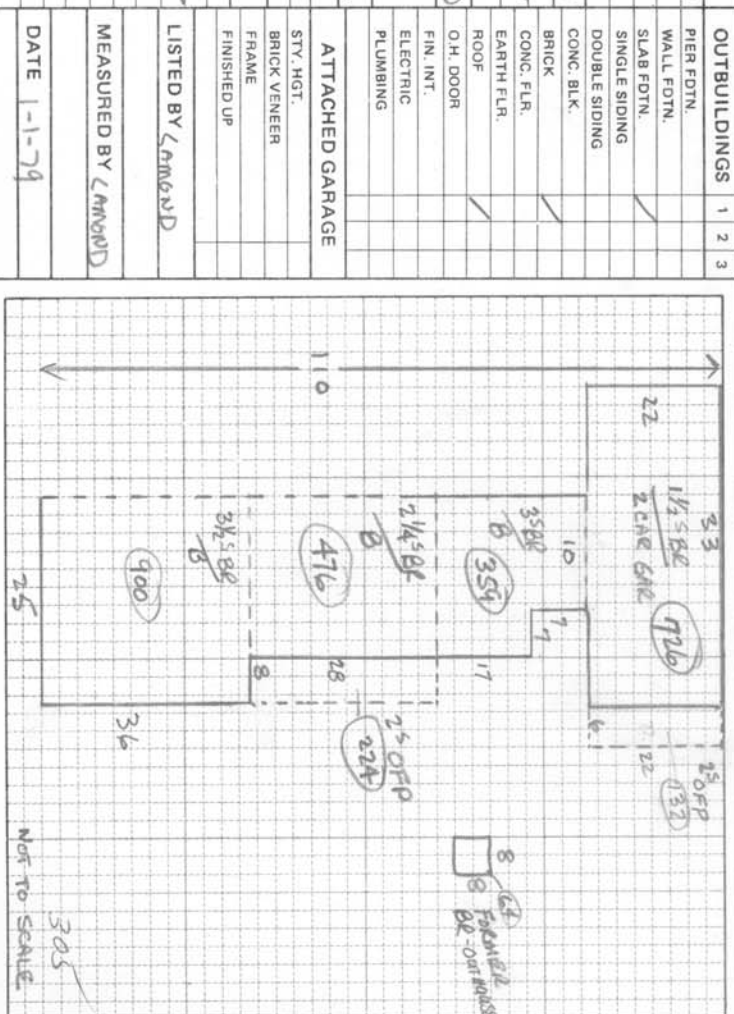 OUTBUILDINGS 1 2 3
PIER FDTN.
WALL FDTN.
SLAB FDTN. /
SINGLE SIDING
DOUBLE SIDING
CONC. BLK.
BRICK /
CONC. FLR.
EARTH FLR.
ROOF /
O.H. DOOR
FIN. INT.
ELECTRIC
PLUMBING
ATTACHED GARAGE
STY. HGT.
BRICK VENEER
FRAME
FINISHED UP
LISTED BY LAMOND
MEASURED BY LAMOND
DATE 1-1-79
33
22
1½ S BR
2 CAR GAR
726
2S OFP
132
22
6
110
3S BR
B
10
359
7
7
17
2¼ S BR
B
476
28
8
2S OFP
224
3½ S BR
B
900
25
36
8
8
64
FORMER
BR-OUTHOUSE
305
NOT TO SCALE